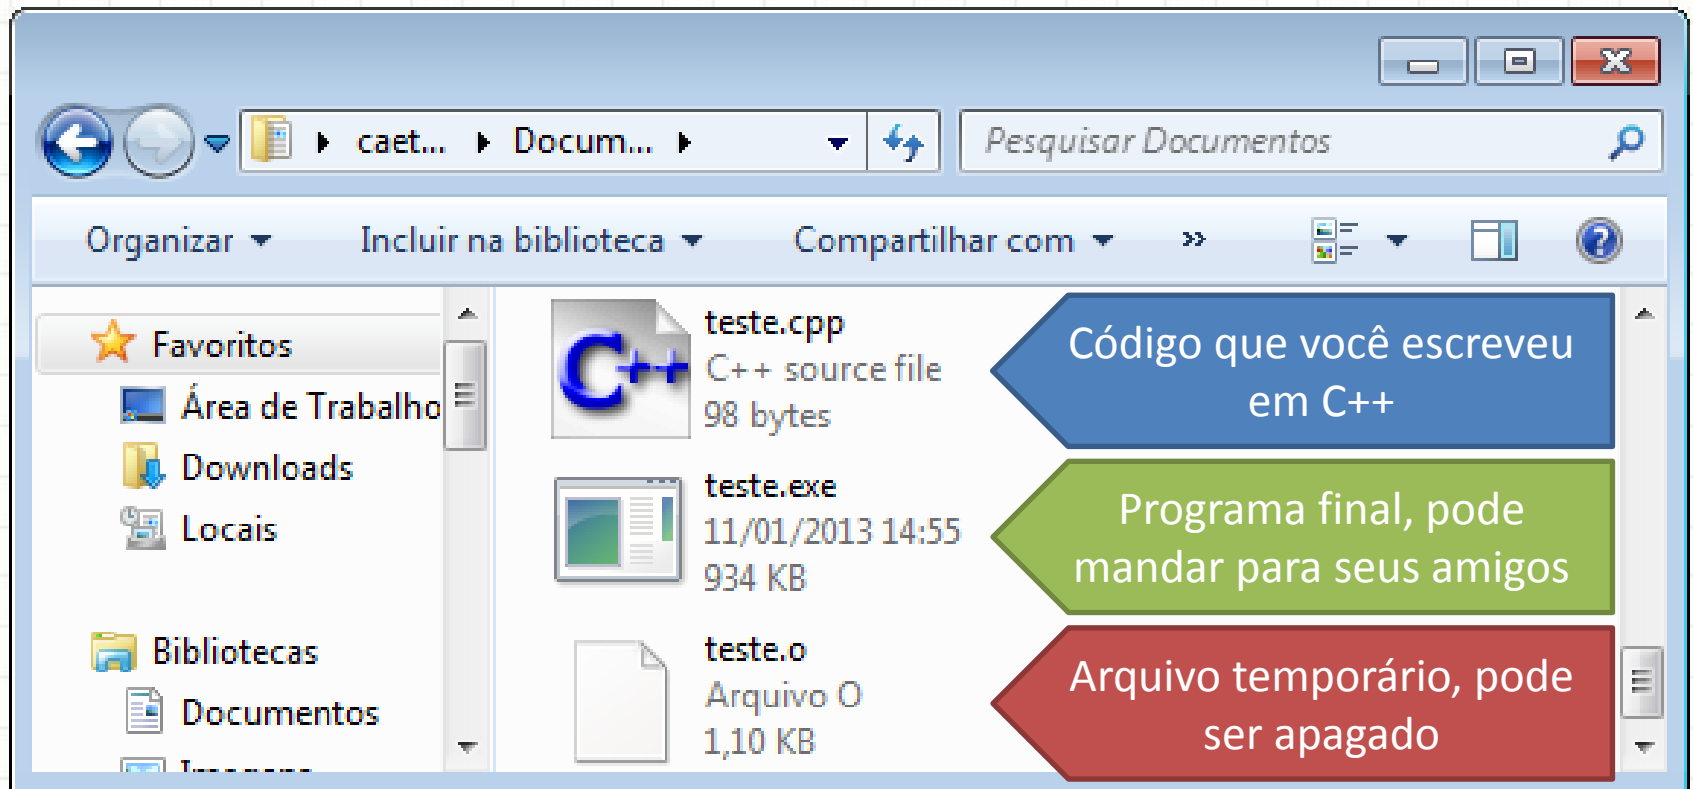 caet... Docum... Pesquisar Documentos
Organizar Incluir na biblioteca Compartilhar com »
Favoritos
Área de Trabalho
Downloads
Locais
Bibliotecas
Documentos
C++
teste.cpp
C++ source file
98 bytes
Código que você escreveu
em C++
teste.exe
11/01/2013 14:55
934 KB
Programa final, pode
mandar para seus amigos
teste.o
Arquivo O
1,10 KB
Arquivo temporário, pode
ser apagado